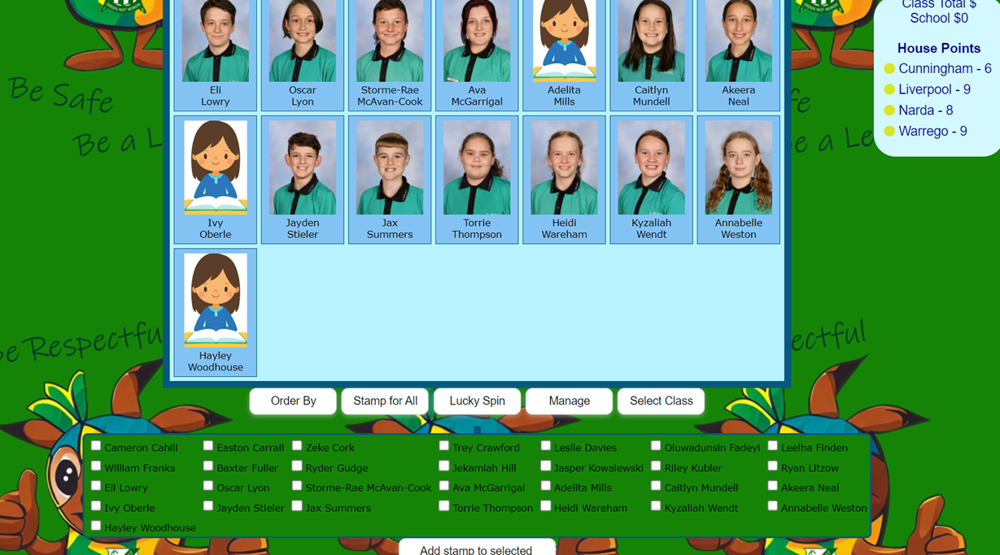 Class Total $
School $0
House Points
Cunningham - 6
Liverpool - 9
Narda - 8
Warrego - 9
Be Safe
Be a L
e a Le
fe
Eli
Lowry
Oscar
Lyon
Storme-Rae
McAvan-Cook
Ava
McGarrigal
Adelita
Mills
Caitlyn
Mundell
Akeera
Neal
Ivy
Oberle
Jayden
Stieler
Jax
Summers
Torrie
Thompson
Heidi
Wareham
Kyzaliah
Wendt
Annabelle
Weston
Hayley
Woodhouse
be Respectfu
ectful
Order By
Stamp for All
Lucky Spin
Manage
Select Class
Cameron Cahill
Easton Carrall
Zeke Cork
Trey Crawford
Leslie Davies
Oluwadunsin Fadeyi
Leelha Finden
William Franks
Baxter Fuller
Ryder Gudge
Jekamiah Hill
Jasper Kowalewski
Riley Kubler
Ryan Litzow
Eli Lowry
Oscar Lyon
Storme-Rae McAvan-Cook
Ava McGarrigal
Adelita Mills
Caitlyn Mundell
Akeera Neal
Ivy Oberle
Jayden Stieler
Jax Summers
Torrie Thompson
Heidi Wareham
Kyzaliah Wendt
Annabelle Weston
Hayley Woodhouse
Add stamp to selected